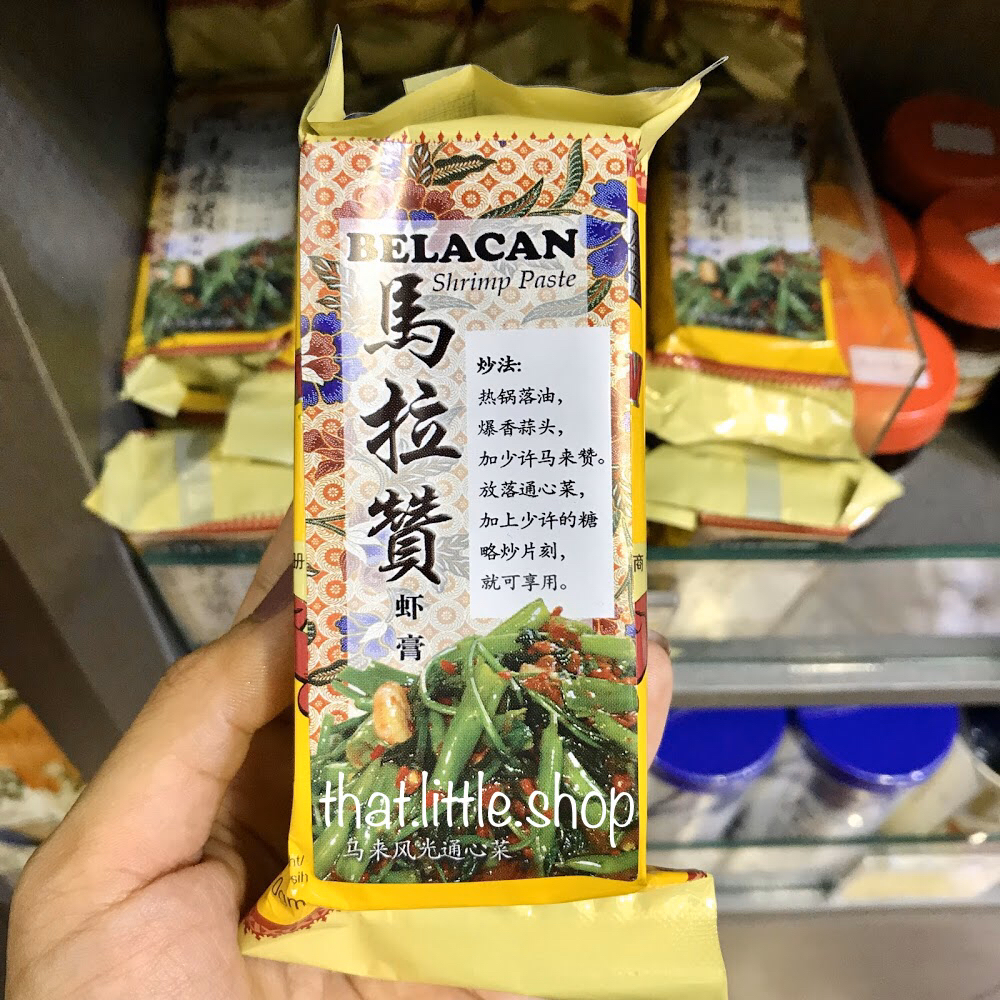 BELACAN
Shrimp Paste
馬拉贊
虾膏
炒法:
热锅落油,
爆香蒜头,
加少许马来赞。
放落通心菜,
加上少许的糖
略炒片刻,
就可享用。
that.little.shop
马来风光通心菜
册
商